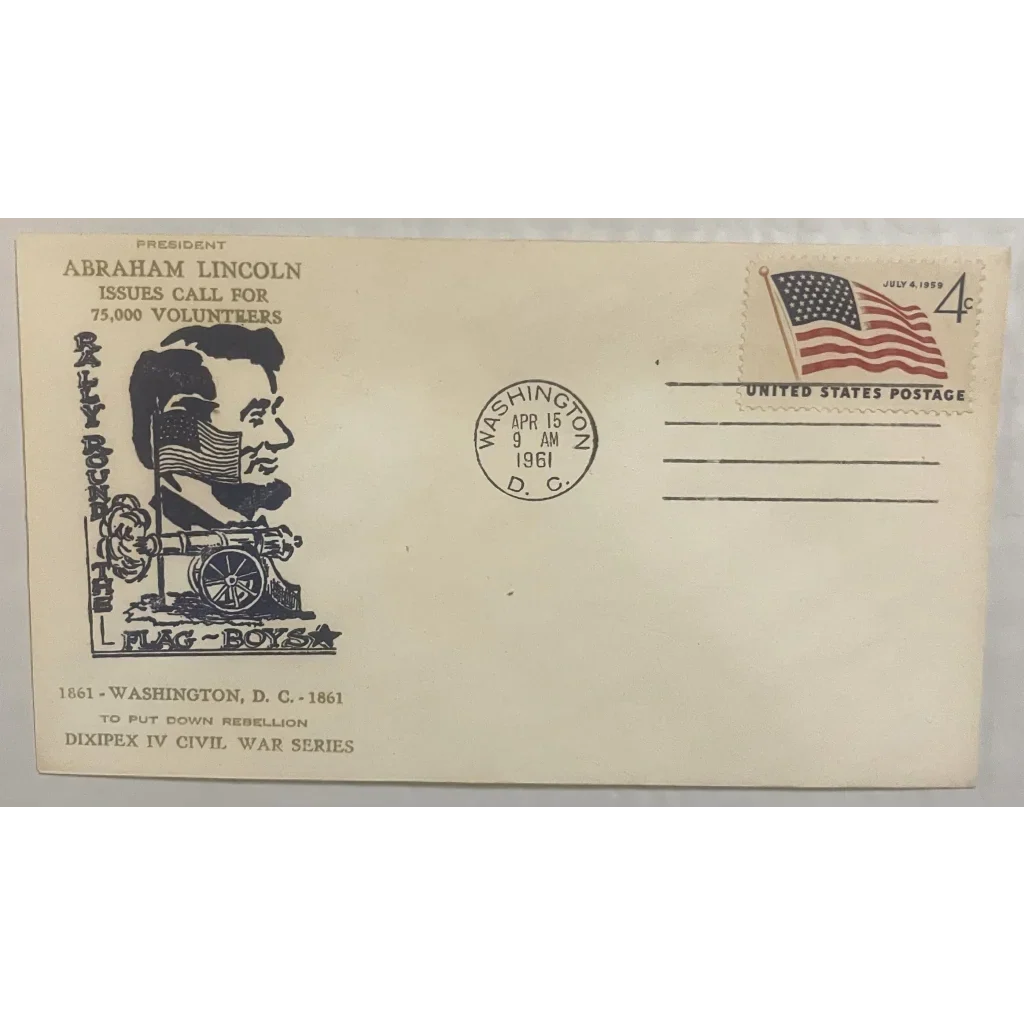 PRESIDENT
ABRAHAM LINCOLN
ISSUES CALL FOR
75,000 VOLUNTEERS
RALLY ROUND THE
FLAG ~ BOYS
1861 - WASHINGTON, D. C. - 1861
TO PUT DOWN REBELLION
DIXIPEX IV CIVIL WAR SERIES
WASHINGTON
APR 15
9 AM
1961
D. C.
JULY 4, 1959
4c
UNITED STATES POSTAGE